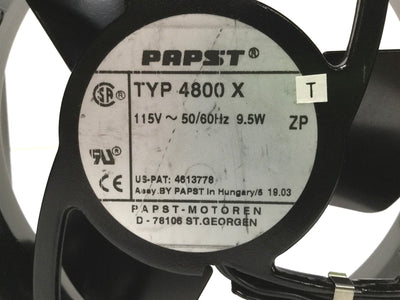 PAPST®
TYP 4800 X
T
115V ~ 50/60Hz 9.5W ZP
US-PAT: 4613778
Assy.BY PAPST in Hungary/6 19.03
PAPST-MOTOREN
D - 78106 ST.GEORGEN